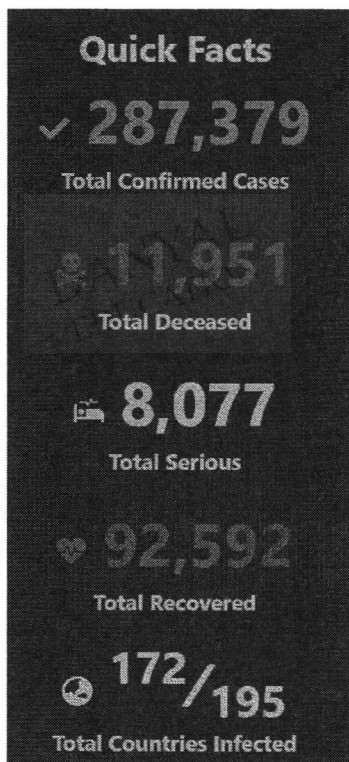 Quick Facts
287,379
Total Confirmed Cases
11,951
Total Deceased
8,077
Total Serious
92,592
Total Recovered
172/195
Total Countries Infected